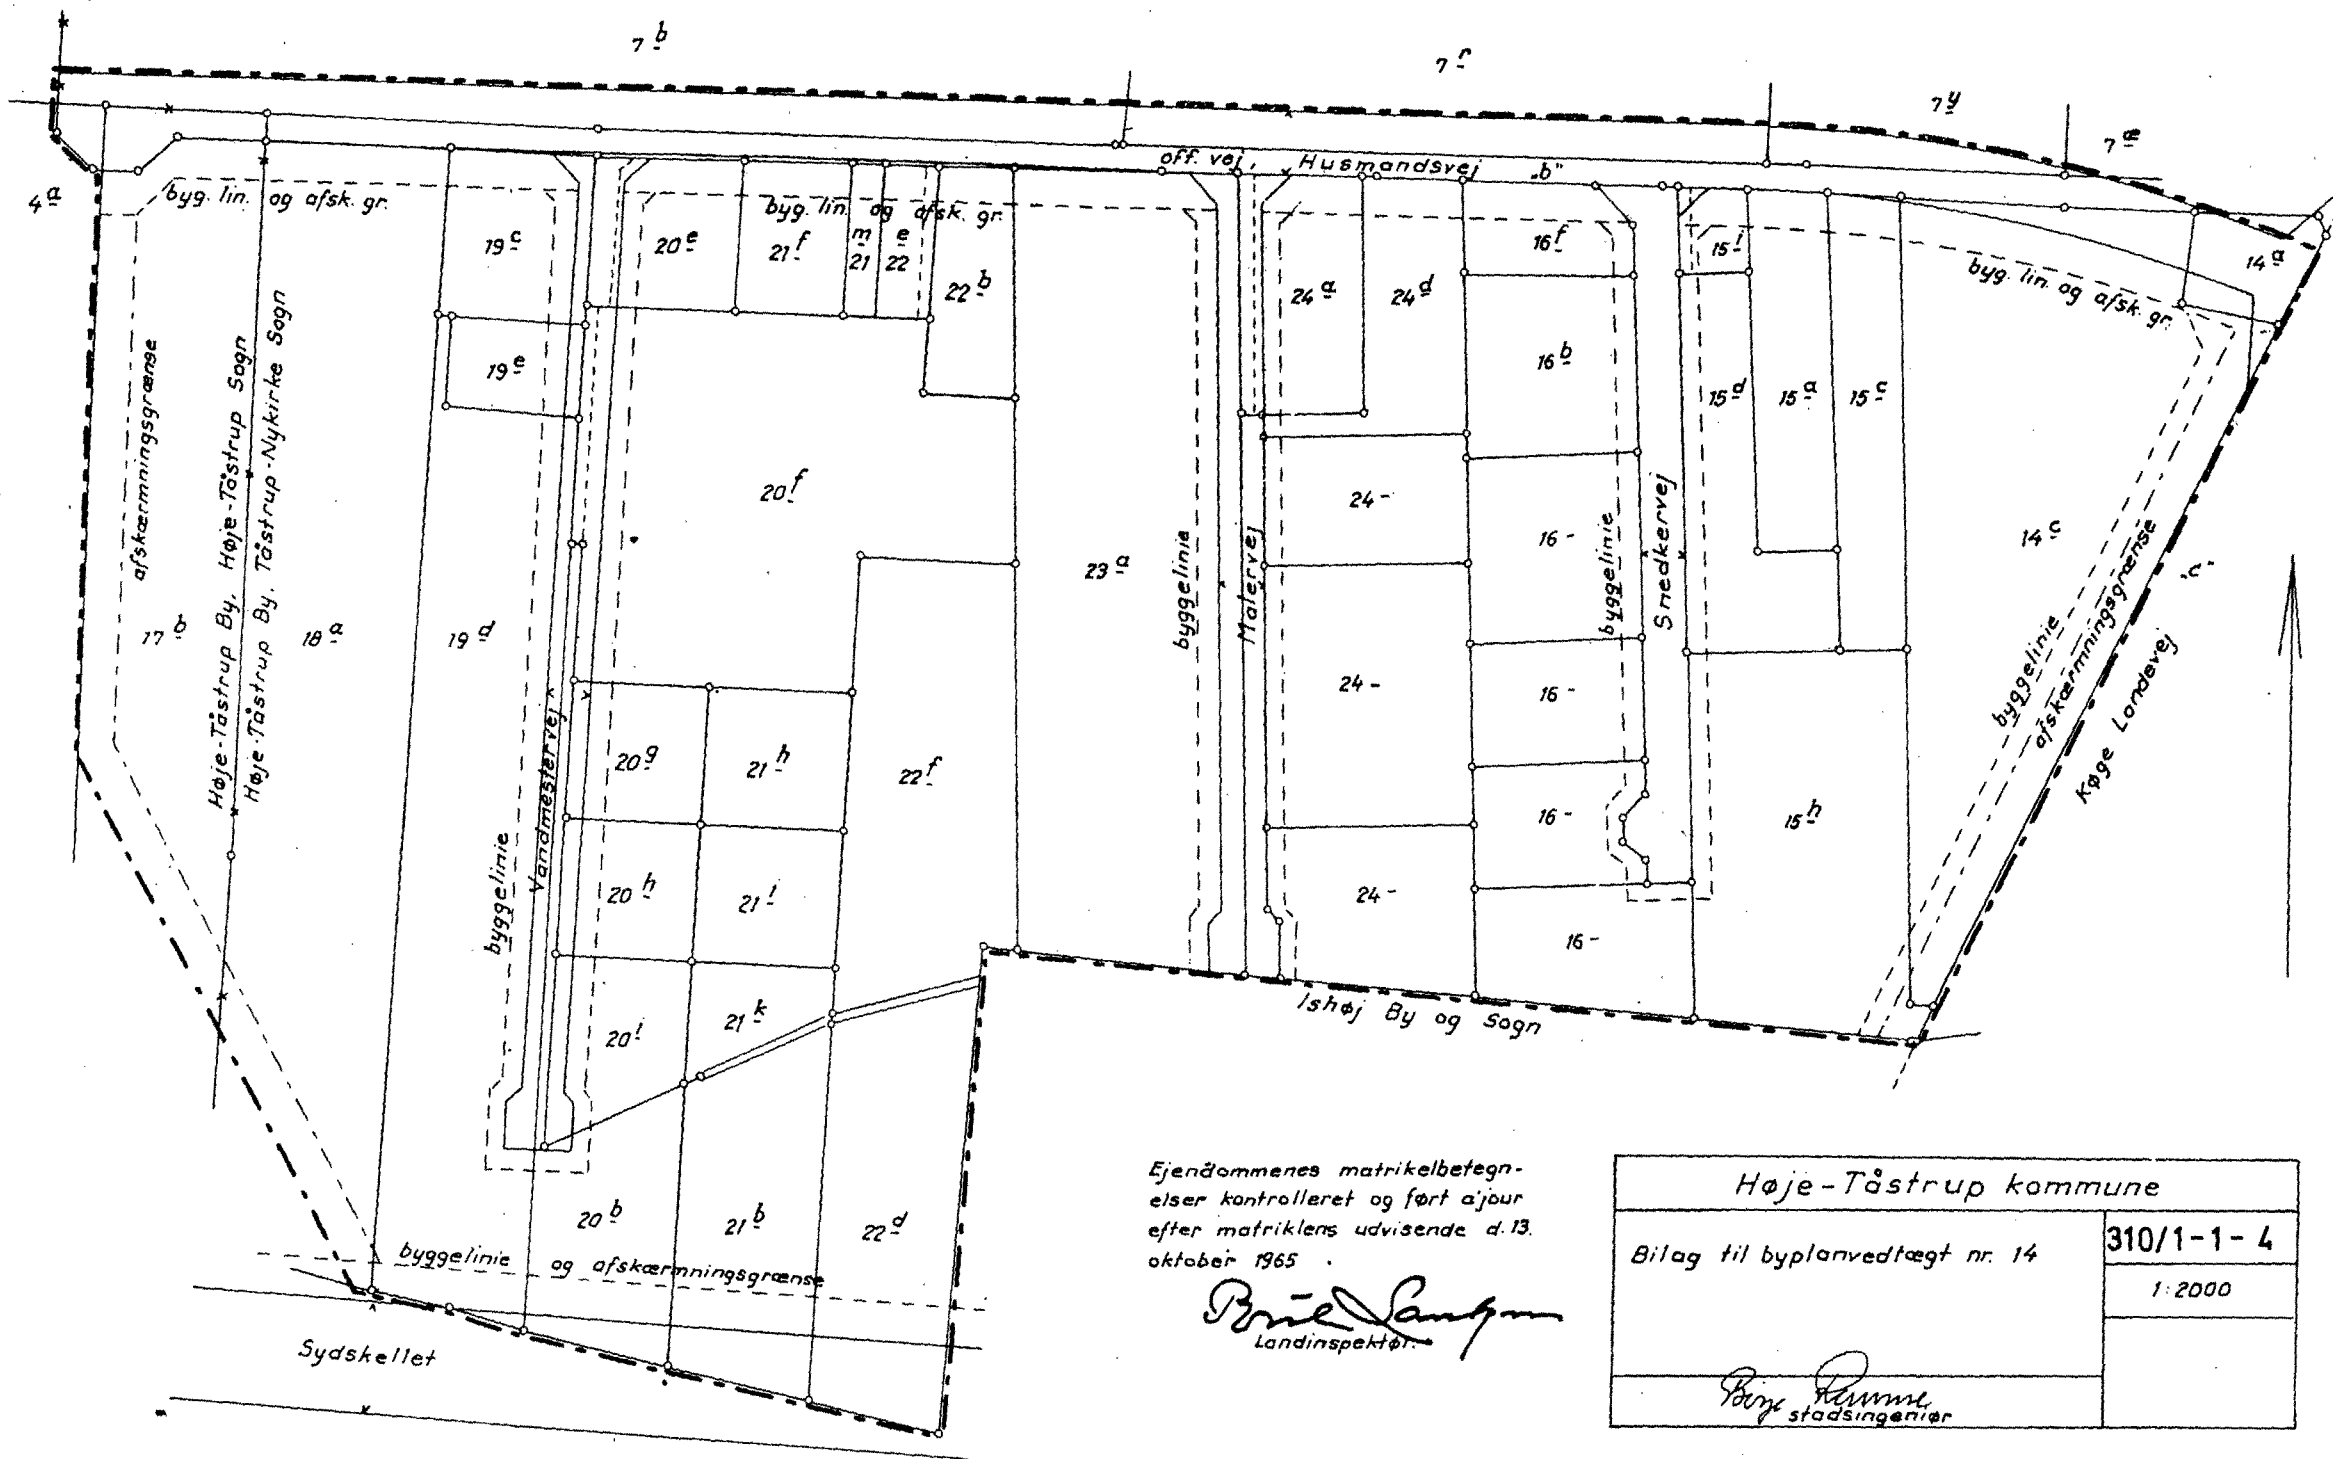 7 b
7 r
7 y
7 æ
4 a
off. vej, Husmandsvej "b"
byg. lin. og afsk. gr.
byg. lin. og afsk. gr.
byg. lin. og afsk. gr.
19 c
20 e
21 f
m 21
e 22
22 b
24 a
24 d
16 f
15 i
14 a
19 e
16 b
15 d
15 a
15 c
afskærmningsgrænse
Høje-Tåstrup By, Høje-Tåstrup Sogn
Høje-Tåstrup By, Tåstrup-Nykirke Sogn
20 f
23 a
24 -
16 -
14 c
"c"
byggelinie
Malervej
byggelinie
Snedkervej
17 b
18 a
19 d
24 -
16 -
byggelinie
afskærmningsgrænse
Køge Landevej
20 g
21 h
22 f
16 -
15 h
byggelinie
Vandmestervej
20 h
21 i
24 -
16 -
20 i
21 k
Ishøj By og Sogn
20 b
21 b
22 d
byggelinie og afskærmningsgrænse
Sydskellet
Ejendommenes matrikelbetegn-
elser kontrolleret og ført a'jour
efter matriklens udvisende d. 13.
oktober 1965
Landinspektør.
Høje-Tåstrup kommune
Bilag til byplanvedtægt nr. 14
310/1-1-4
1:2000
stadsingeniør